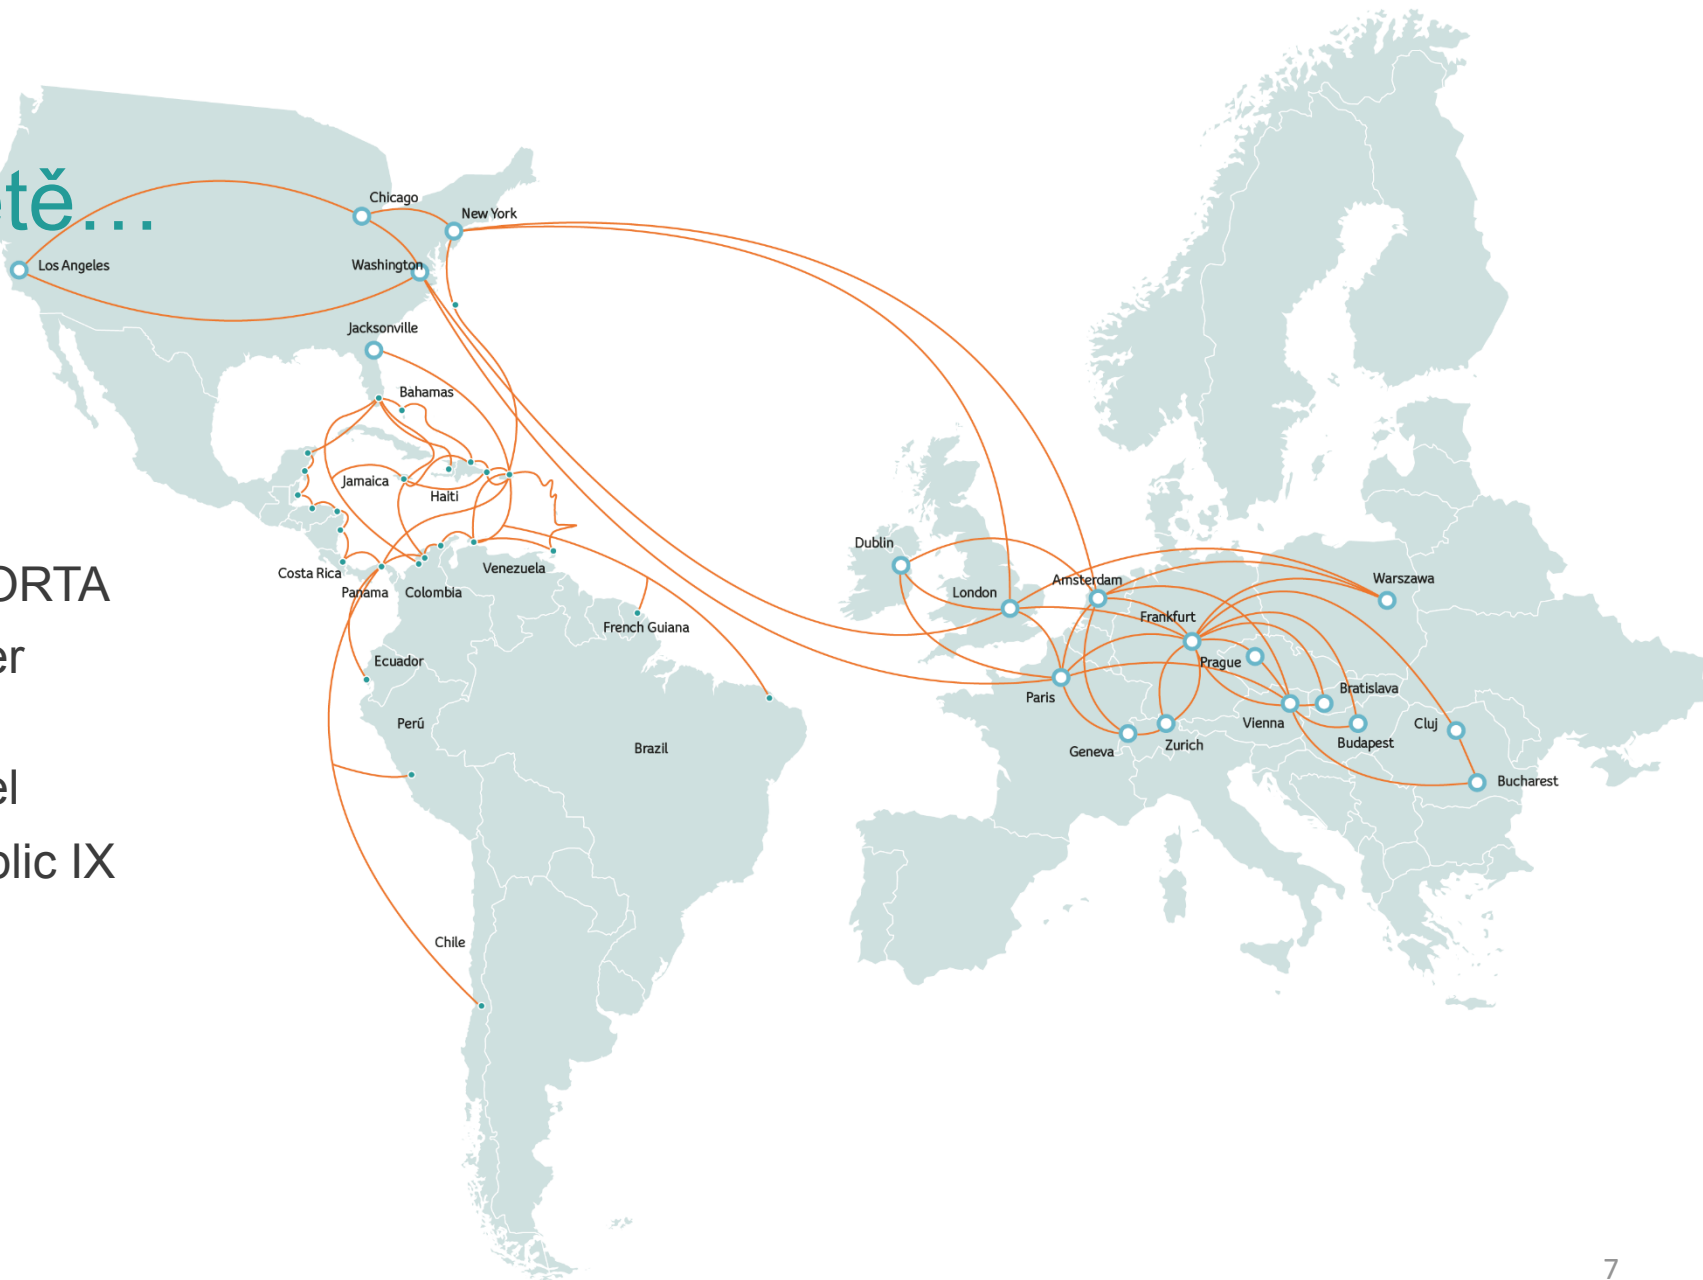 Chicago
New York
ětě…
Los Angeles
Washington
Jacksonville
Bahamas
Jamaica
Haiti
Costa Rica
Panama
Colombia
Venezuela
French Guiana
Ecuador
Perú
Brazil
Chile
ORTA
er
el
blic IX
Dublin
London
Amsterdam
Warszawa
Frankfurt
Prague
Paris
Bratislava
Vienna
Cluj
Budapest
Geneva
Zurich
Bucharest
7